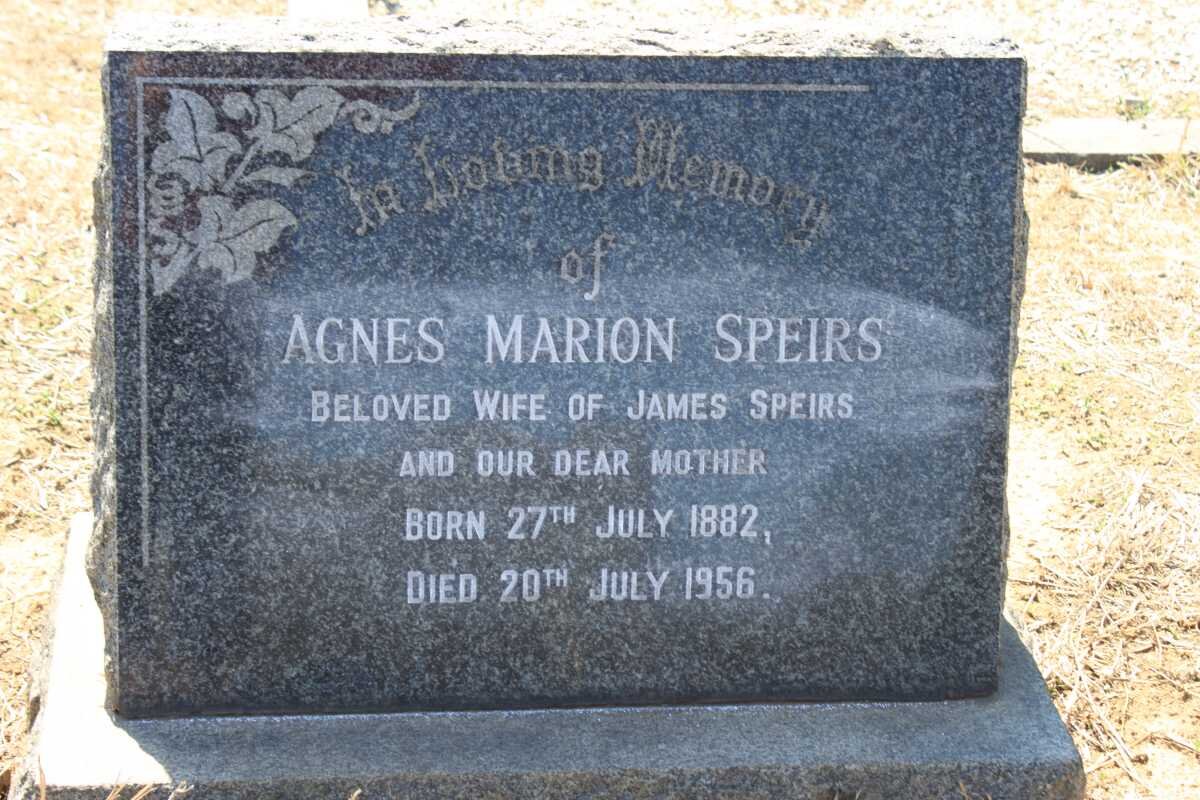 In Loving Memory
of
AGNES MARION SPEIRS
BELOVED WIFE OF JAMES SPEIRS
AND OUR DEAR MOTHER
BORN 27TH JULY 1882,
DIED 20TH JULY 1956.